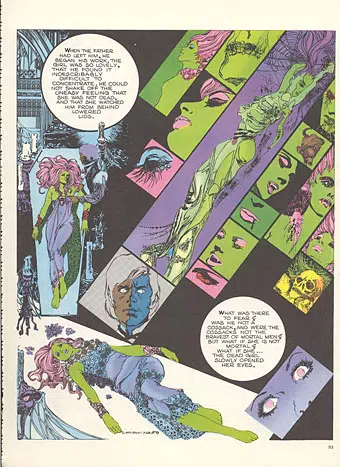 WHEN THE FATHER
HAD LEFT HIM, HE
BEGAN HIS WORK. THE
GIRL WAS SO LOVELY,
THAT HE FOUND IT
INDESCRIBABLY
DIFFICULT TO
CONCENTRATE. HE COULD
NOT SHAKE OFF THE
UNEASY FEELING THAT
SHE WAS NOT DEAD,
AND THAT SHE WATCHED
HIM FROM BEHIND
LOWERED
LIDS.
WHAT WAS THERE
TO FEAR?
WAS HE NOT A
COSSACK, AND WERE THE
COSSACKS NOT THE
BRAVEST OF MORTAL MEN?
BUT WHAT IF SHE IS NOT
MORTAL?
WHAT IF SHE...
THE DEAD GIRL
SLOWLY OPENED
HER EYES.